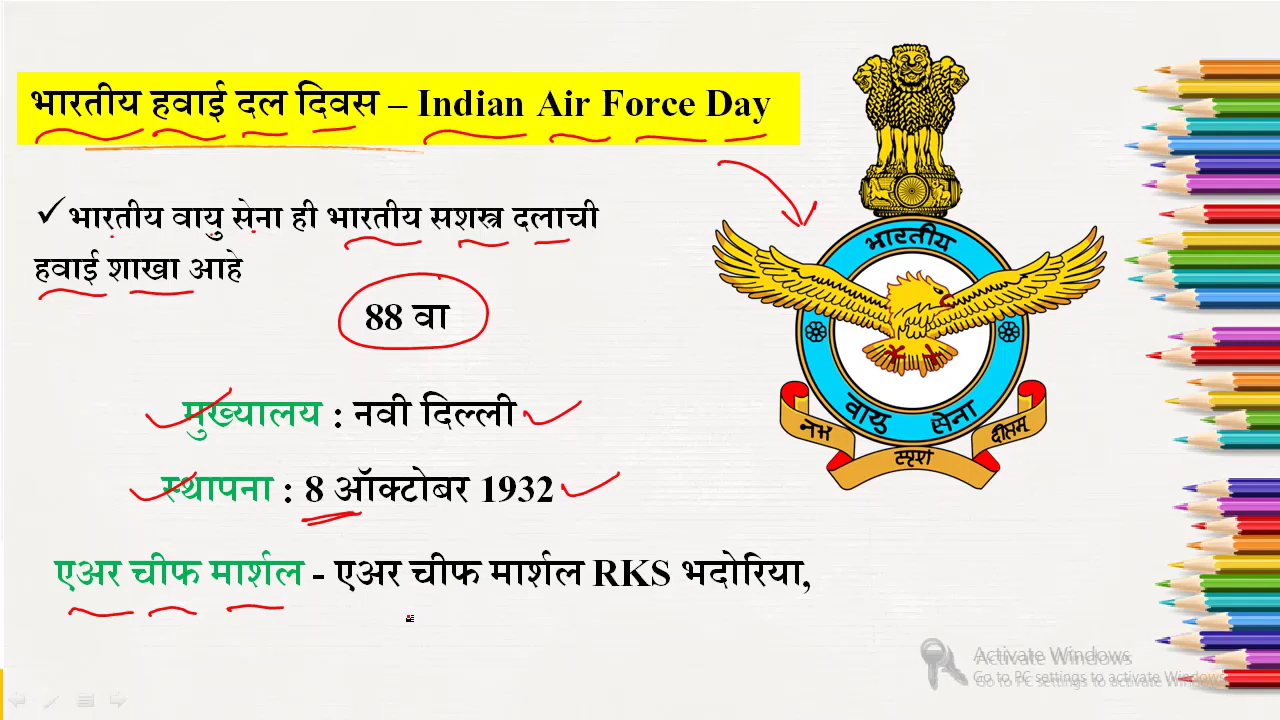 भारतीय हवाई दल दिवस – Indian Air Force Day
✓भारतीय वायु सेना ही भारतीय सशस्त्र दलाची
हवाई शाखा आहे
88 वा
मुख्यालय : नवी दिल्ली
स्थापना : 8 ऑक्टोबर 1932
एअर चीफ मार्शल - एअर चीफ मार्शल RKS भदोरिया,
भारतीय
वायु सेना
नभ स्पृशं दीप्तम्
Activate Windows
Go to PC settings to activate Windows